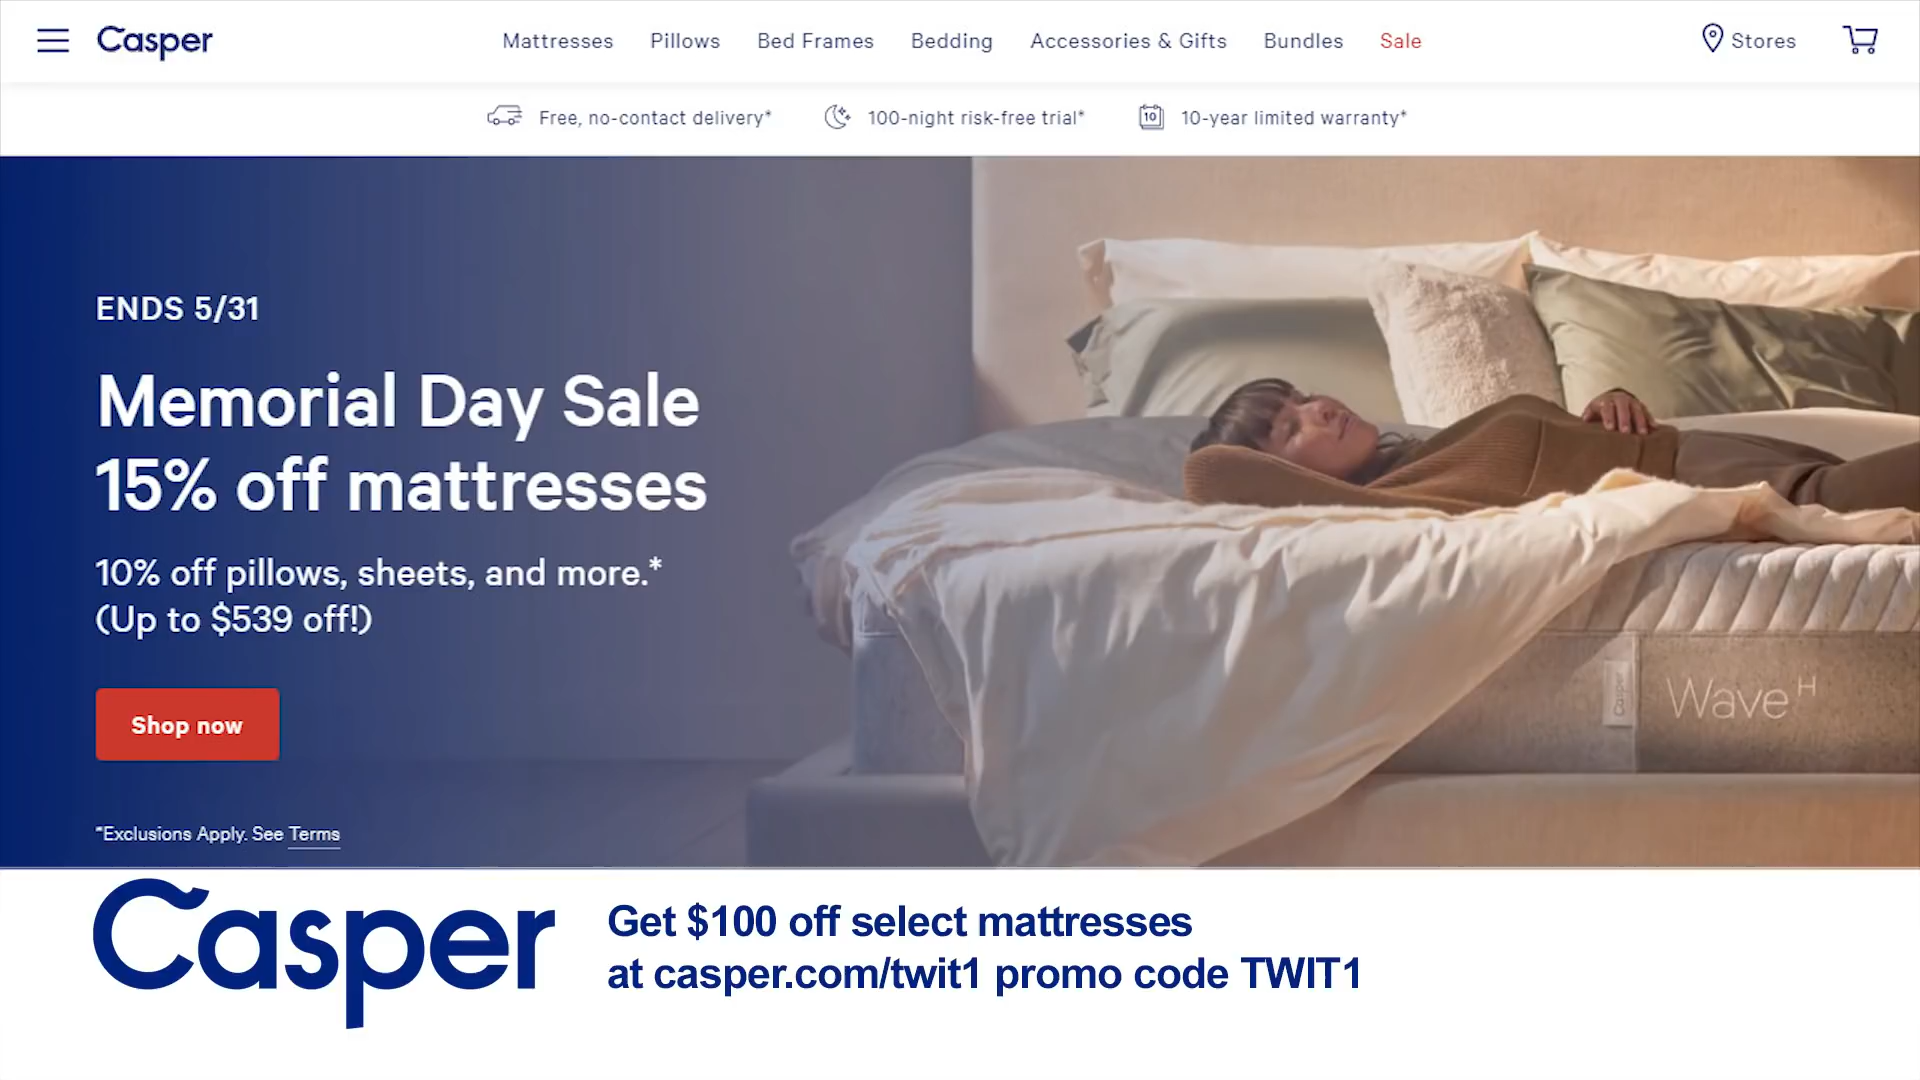 Casper
Mattresses Pillows Bed Frames Bedding Accessories & Gifts Bundles Sale
Stores
Free, no-contact delivery* 100-night risk-free trial* 10 10-year limited warranty*
ENDS 5/31
Memorial Day Sale
15% off mattresses
10% off pillows, sheets, and more.*
(Up to $539 off!)
Shop now
*Exclusions Apply. See Terms
Casper
Wave H
Casper
Get $100 off select mattresses
at casper.com/twit1 promo code TWIT1